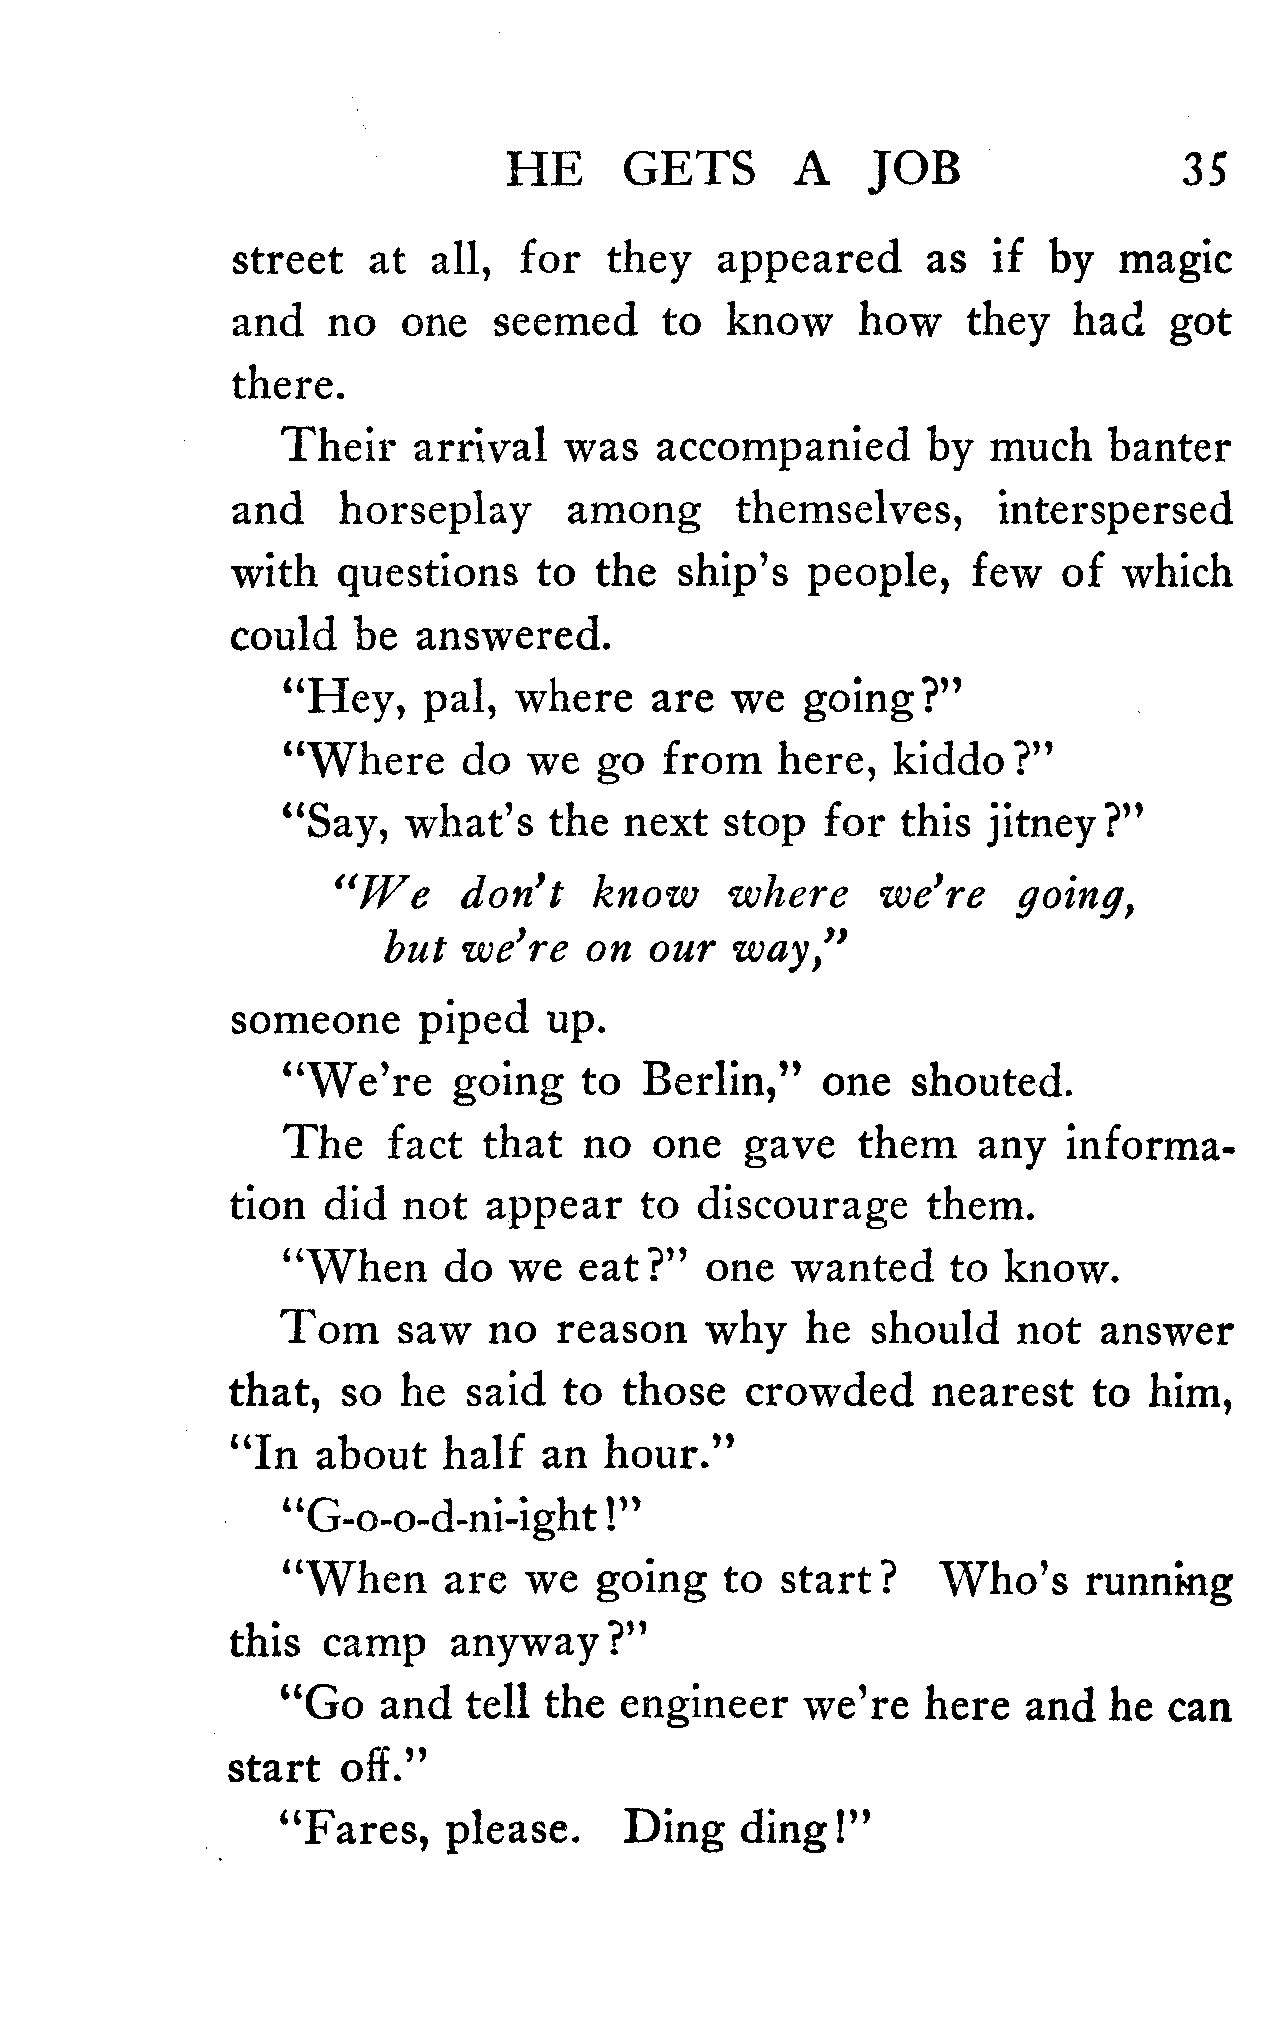 HE GETS A JOB 35
street at all, for they appeared as if by magic
and no one seemed to know how they had got
there.
Their arrival was accompanied by much banter
and horseplay among themselves, interspersed
with questions to the ship's people, few of which
could be answered.
"Hey, pal, where are we going?"
"Where do we go from here, kiddo?"
"Say, what's the next stop for this jitney?"
"We don't know where we're going,
but we're on our way,"
someone piped up.
"We're going to Berlin," one shouted.
The fact that no one gave them any informa-
tion did not appear to discourage them.
"When do we eat?" one wanted to know.
Tom saw no reason why he should not answer
that, so he said to those crowded nearest to him,
"In about half an hour."
"G-o-o-d-ni-ight!"
"When are we going to start? Who's running
this camp anyway?"
"Go and tell the engineer we're here and he can
start off."
"Fares, please. Ding ding!"